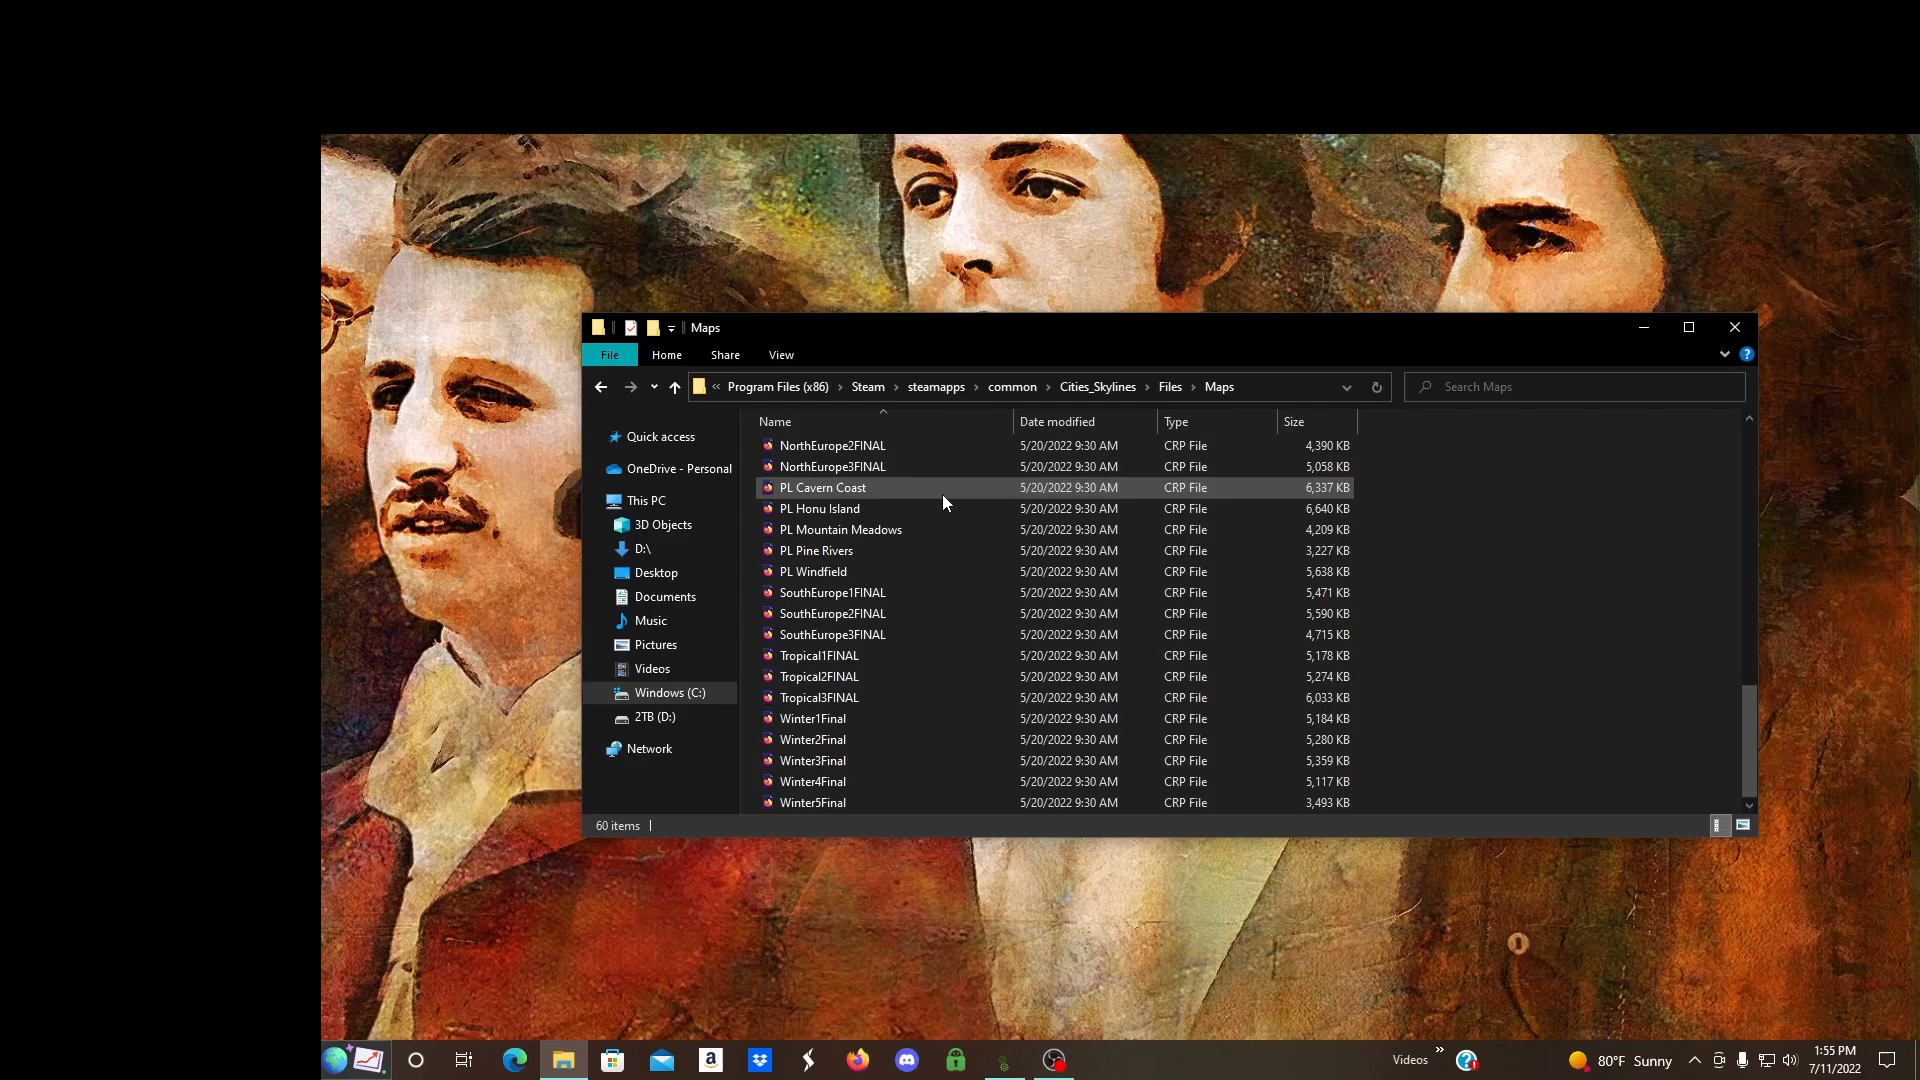 Maps
File Home Share View
« Program Files (x86) › Steam › steamapps › common › Cities_Skylines › Files › Maps
Search Maps
Quick access
OneDrive - Personal
This PC
3D Objects
D:\
Desktop
Documents
Music
Pictures
Videos
Windows (C:)
2TB (D:)
Network
Name Date modified Type Size
NorthEurope2FINAL 5/20/2022 9:30 AM CRP File 4,390 KB
NorthEurope3FINAL 5/20/2022 9:30 AM CRP File 5,058 KB
PL Cavern Coast 5/20/2022 9:30 AM CRP File 6,337 KB
PL Honu Island 5/20/2022 9:30 AM CRP File 6,640 KB
PL Mountain Meadows 5/20/2022 9:30 AM CRP File 4,209 KB
PL Pine Rivers 5/20/2022 9:30 AM CRP File 3,227 KB
PL Windfield 5/20/2022 9:30 AM CRP File 5,638 KB
SouthEurope1FINAL 5/20/2022 9:30 AM CRP File 5,471 KB
SouthEurope2FINAL 5/20/2022 9:30 AM CRP File 5,590 KB
SouthEurope3FINAL 5/20/2022 9:30 AM CRP File 4,715 KB
Tropical1FINAL 5/20/2022 9:30 AM CRP File 5,178 KB
Tropical2FINAL 5/20/2022 9:30 AM CRP File 5,274 KB
Tropical3FINAL 5/20/2022 9:30 AM CRP File 6,033 KB
Winter1Final 5/20/2022 9:30 AM CRP File 5,184 KB
Winter2Final 5/20/2022 9:30 AM CRP File 5,280 KB
Winter3Final 5/20/2022 9:30 AM CRP File 5,359 KB
Winter4Final 5/20/2022 9:30 AM CRP File 5,117 KB
Winter5Final 5/20/2022 9:30 AM CRP File 3,493 KB
60 items
Videos »
80°F Sunny
1:55 PM
7/11/2022